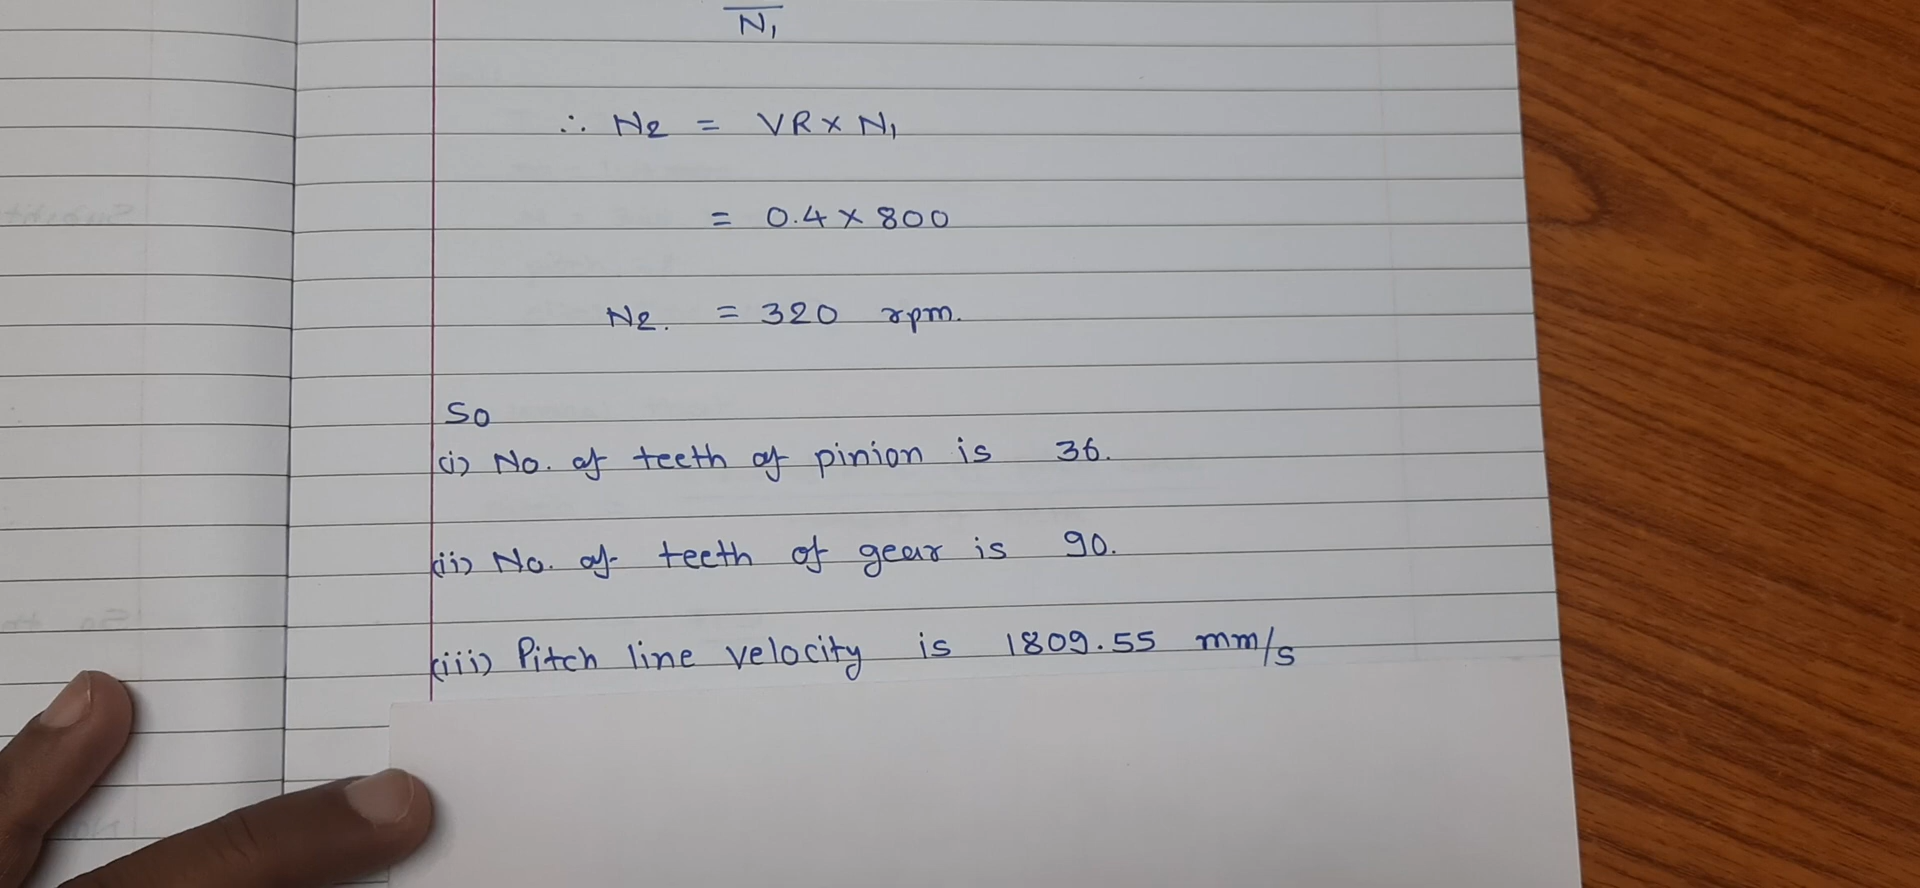 N₁
∴ N2 = VR × N₁
= 0.4 × 800
N2. = 320 rpm.
So
(i) No. of teeth of pinion is 36.
(ii) No. of teeth of gear is 90.
(iii) Pitch line velocity is 1809.55 mm/s